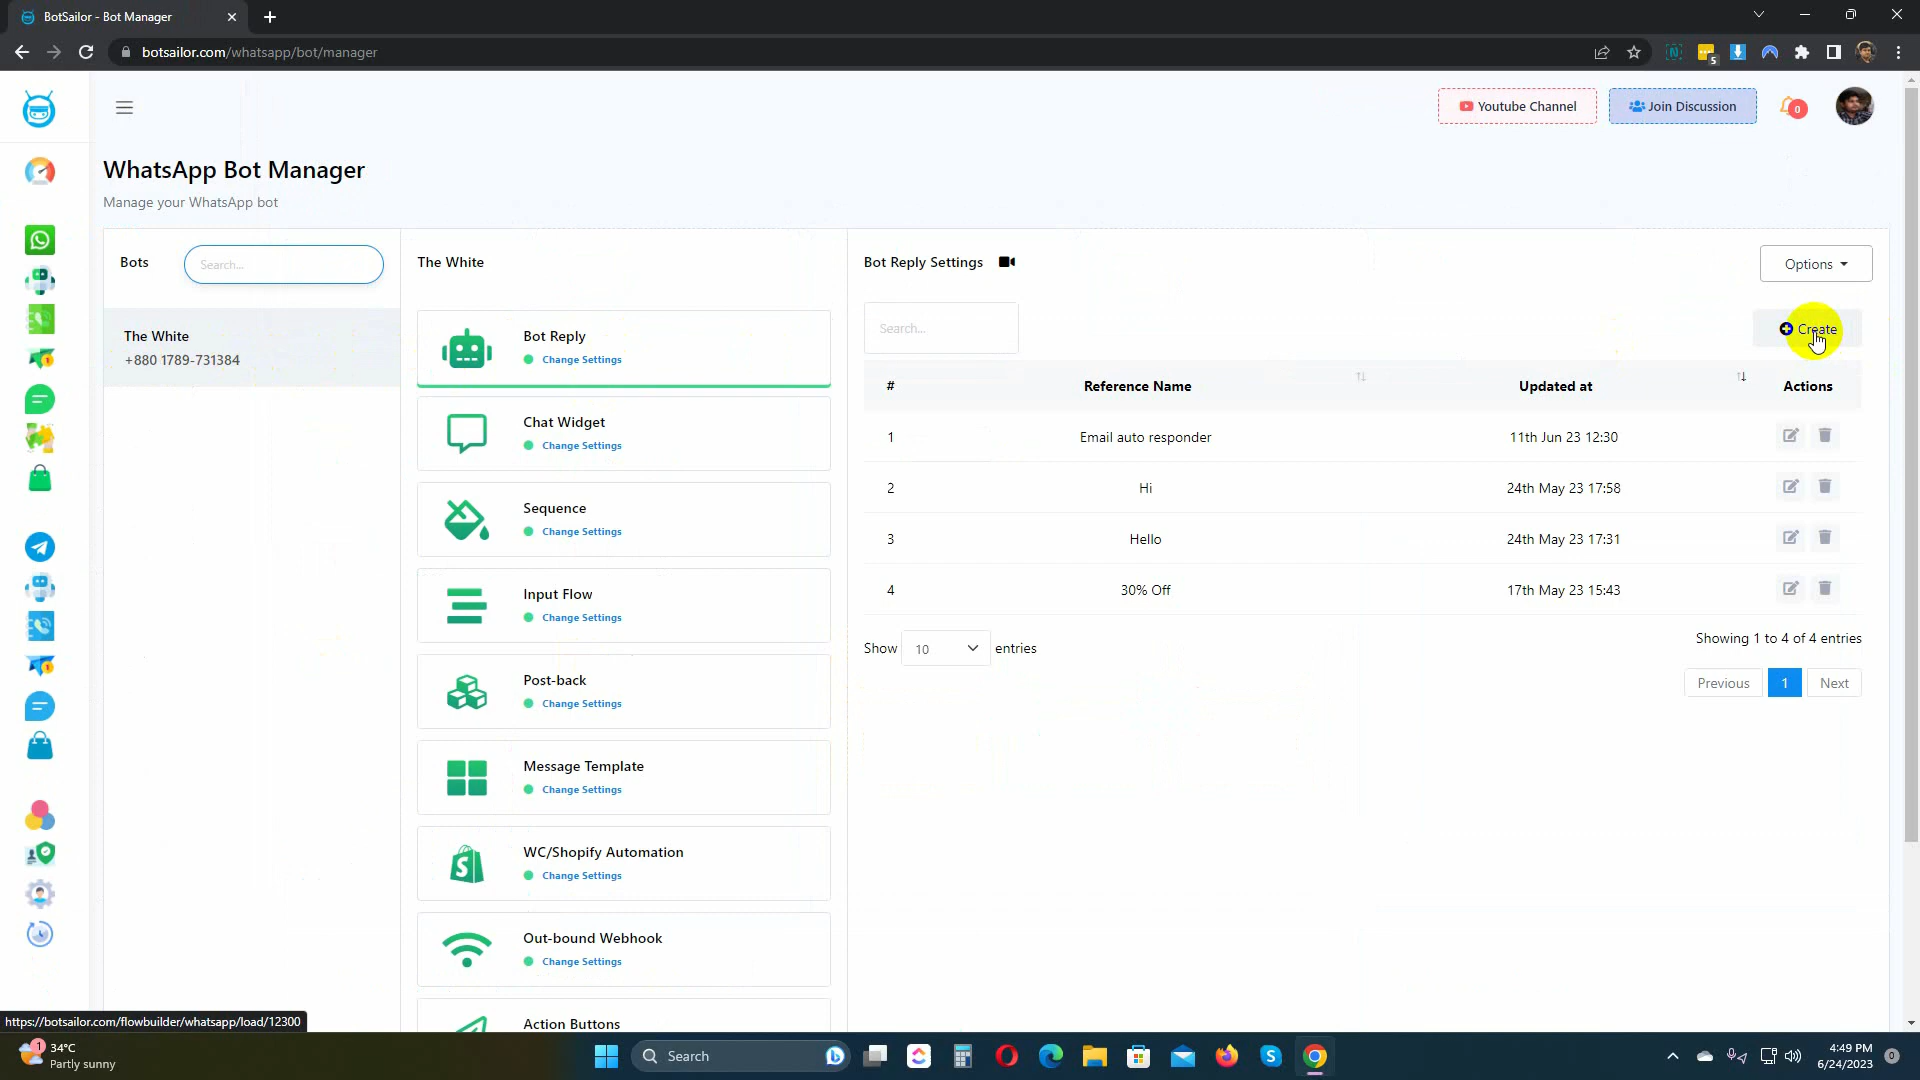 BotSailor - Bot Manager
botsailor.com/whatsapp/bot/manager
5
Youtube Channel
Join Discussion
0
WhatsApp Bot Manager
Manage your WhatsApp bot
Bots
Search...
The White
+880 1789-731384
The White
Bot Reply
Change Settings
Chat Widget
Change Settings
Sequence
Change Settings
Input Flow
Change Settings
Post-back
Change Settings
Message Template
Change Settings
WC/Shopify Automation
Change Settings
Out-bound Webhook
Change Settings
Action Buttons
Bot Reply Settings
Options
Search...
Create
# Reference Name Updated at Actions
1 Email auto responder 11th Jun 23 12:30
2 Hi 24th May 23 17:58
3 Hello 24th May 23 17:31
4 30% Off 17th May 23 15:43
Show 10 entries
Showing 1 to 4 of 4 entries
Previous 1 Next
https://botsailor.com/flowbuilder/whatsapp/load/12300
1
34°C
Partly sunny
Search
4:49 PM
6/24/2023
0